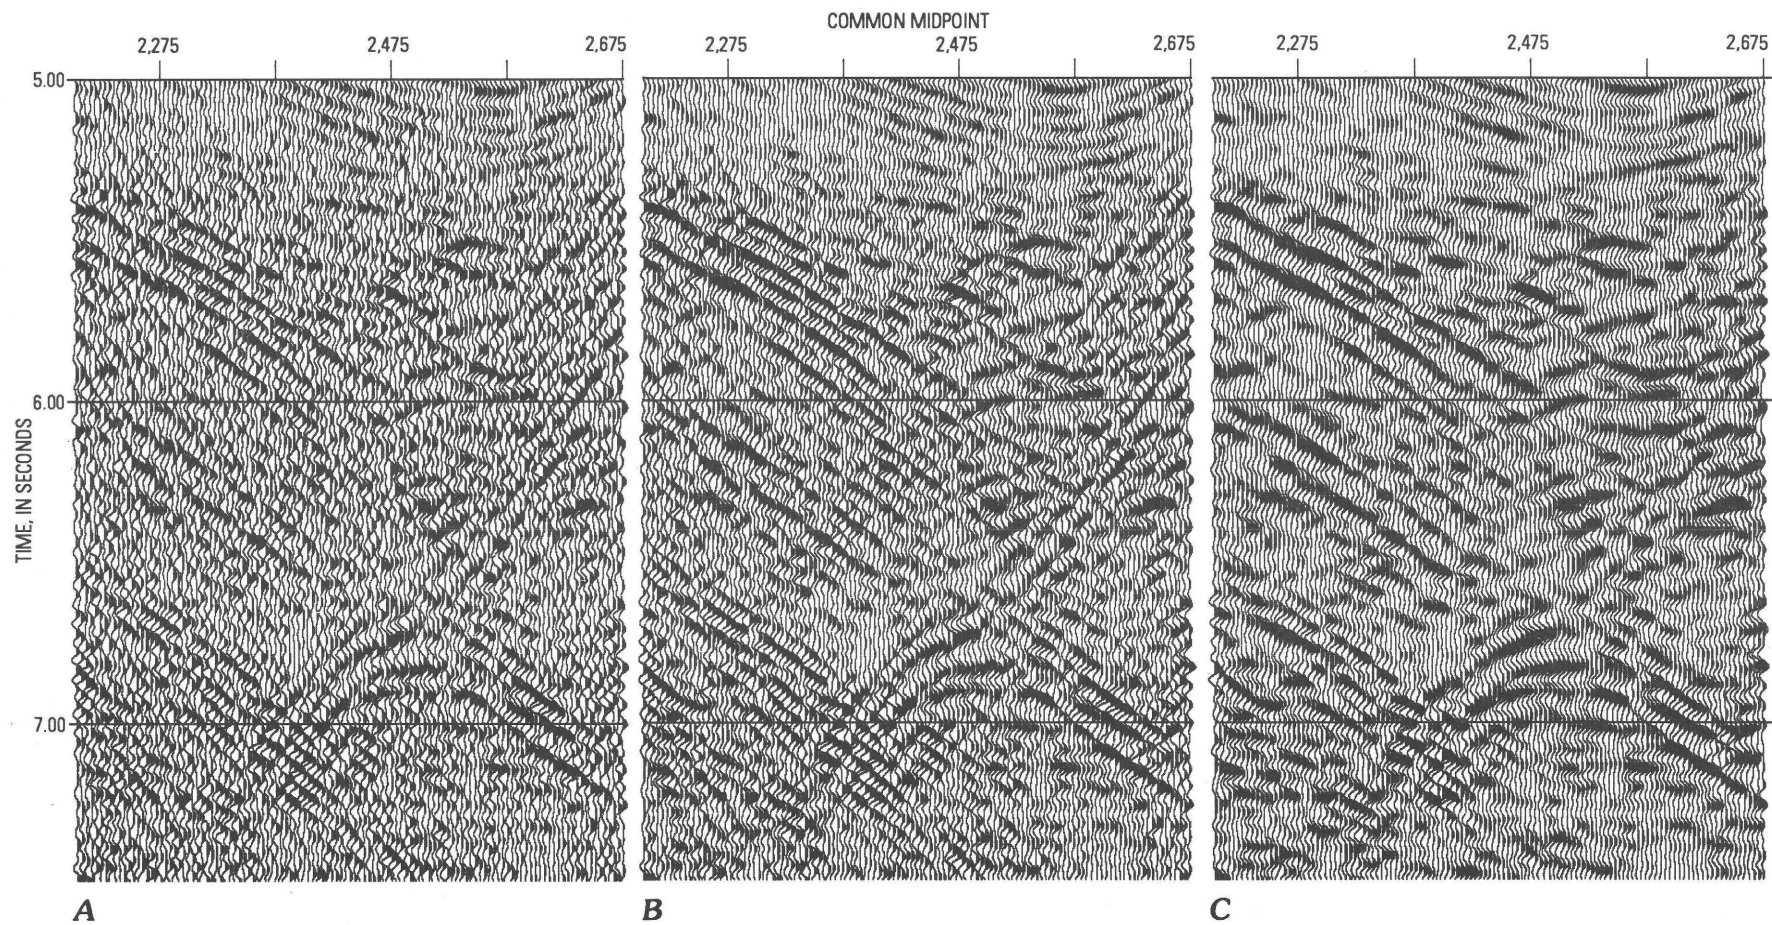 COMMON MIDPOINT
2,275 2,475 2,675 2,275 2,475 2,675 2,275 2,475 2,675
5.00
6.00
7.00
TIME, IN SECONDS
A B C